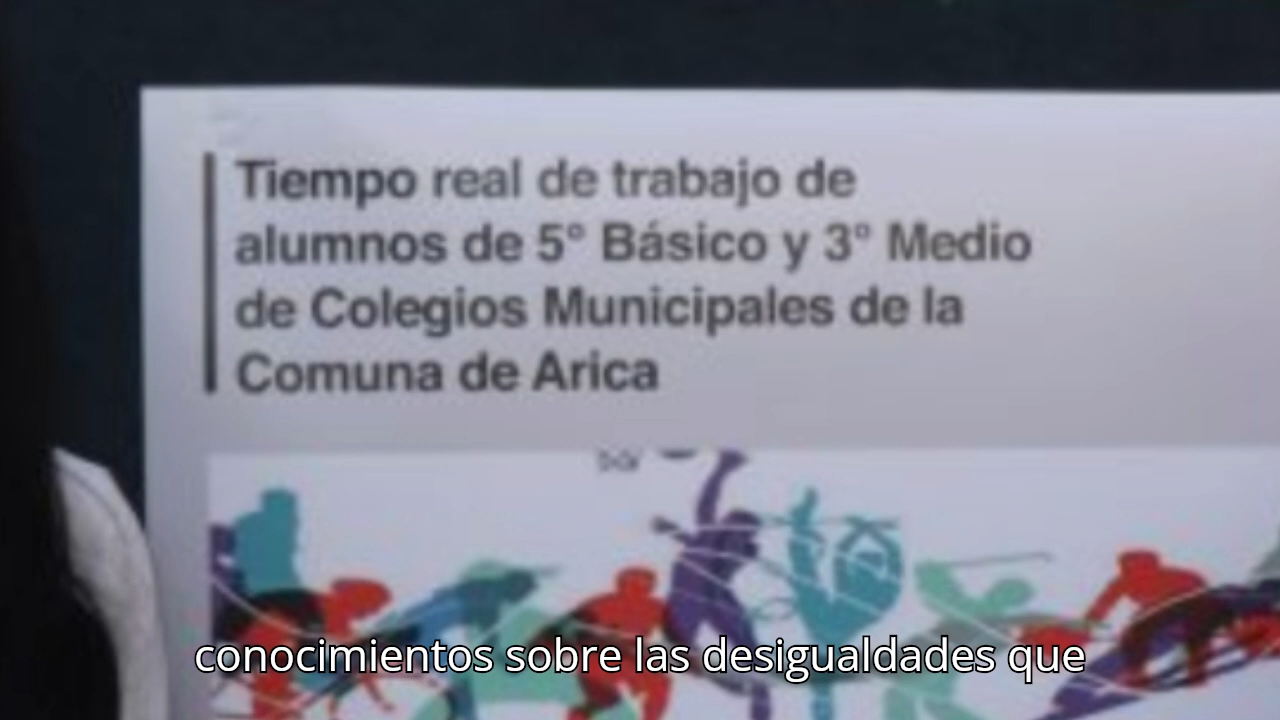 Tiempo real de trabajo de
alumnos de 5° Básico y 3° Medio
de Colegios Municipales de la
Comuna de Arica
conocimientos sobre las desigualdades que